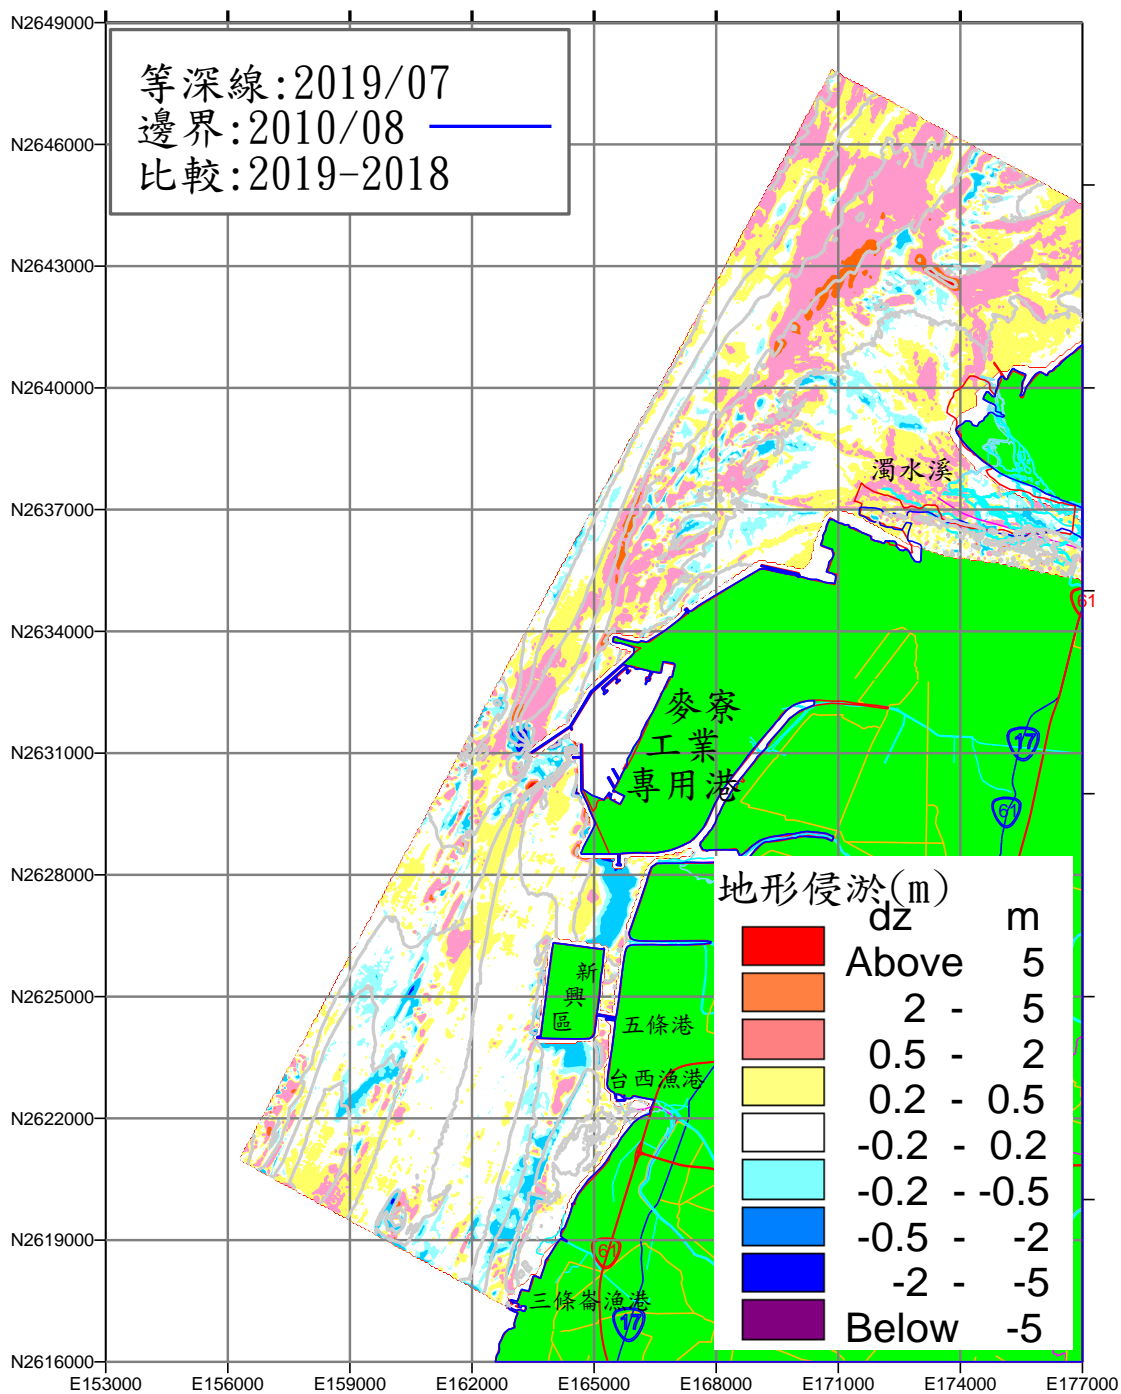 N2649000
等深線:2019/07
邊界:2010/08
比較:2019-2018
N2646000
N2643000
N2640000
濁水溪
N2637000
61
N2634000
麥寮
工業
專用港
17
N2631000
61
N2628000
地形侵淤(m)
dz m
Above 5
2 - 5
0.5 - 2
0.2 - 0.5
-0.2 - 0.2
-0.2 - -0.5
-0.5 - -2
-2 - -5
Below -5
新
興
區
N2625000
五條港
台西漁港
N2622000
N2619000
61
三條崙漁港
17
N2616000
E153000 E156000 E159000 E162000 E165000 E168000 E171000 E174000 E177000